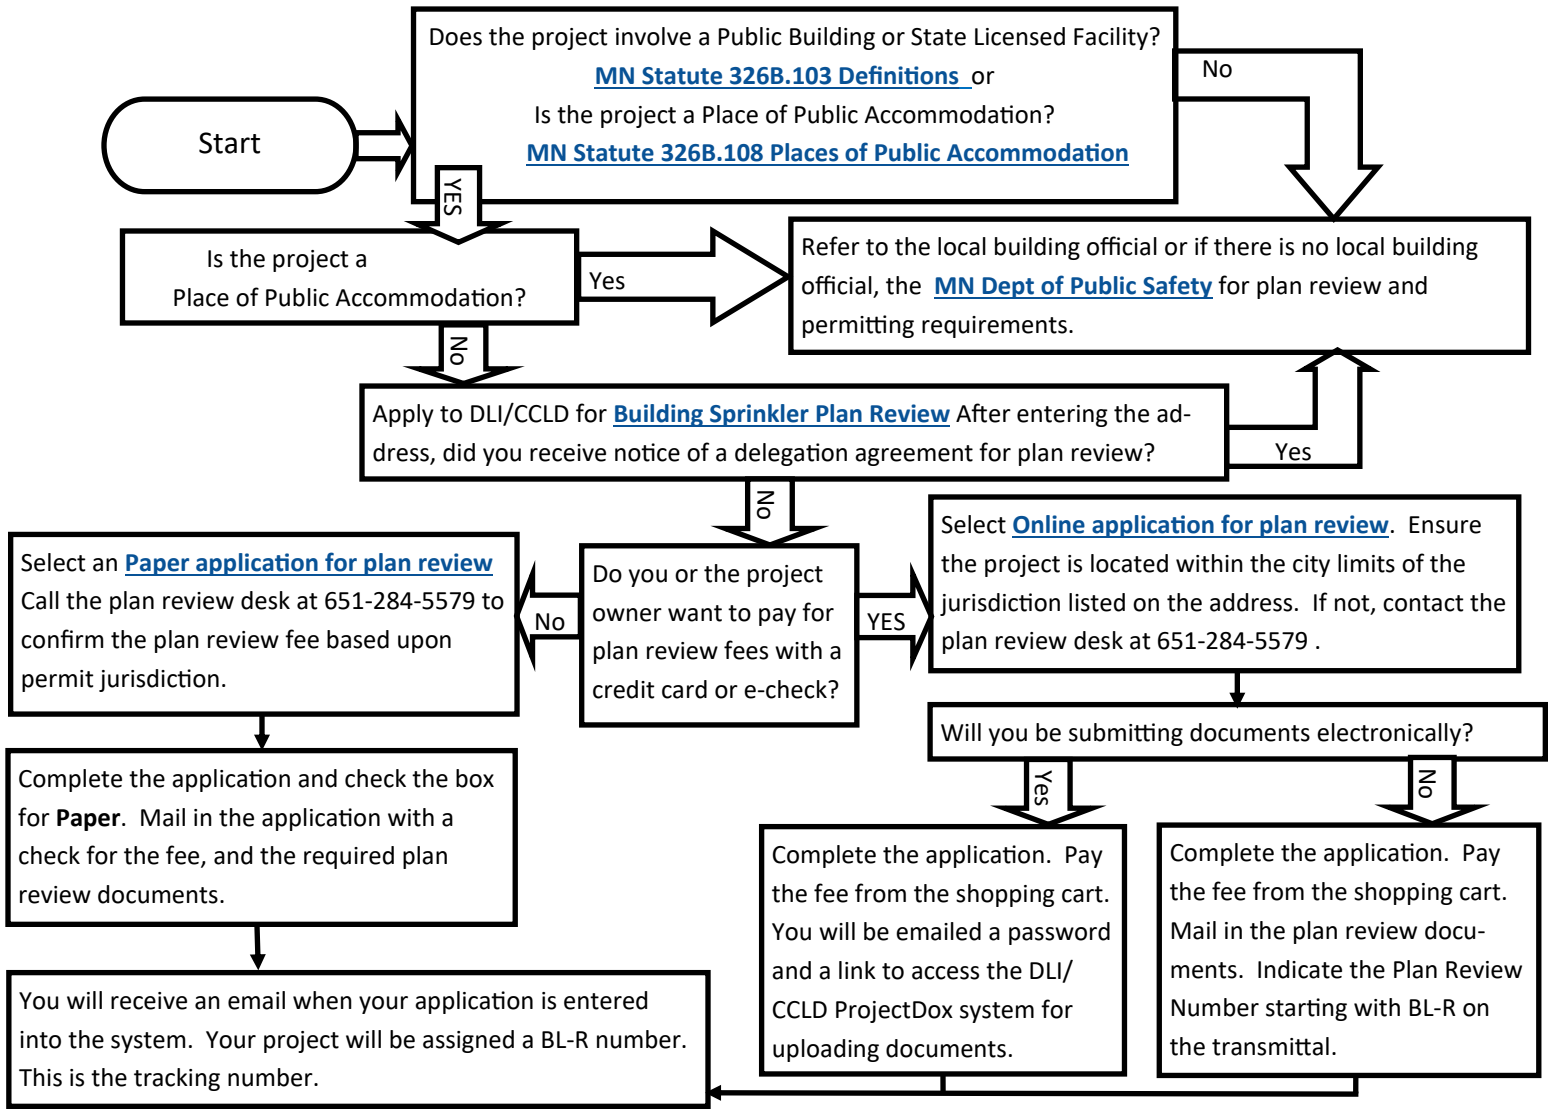 Does the project involve a Public Building or State Licensed Facility?
MN Statute 326B.103 Definitions or
Is the project a Place of Public Accommodation?
MN Statute 326B.108 Places of Public Accommodation
No
Start
YES
Is the project a
Place of Public Accommodation?
Yes
Refer to the local building official or if there is no local building
official, the MN Dept of Public Safety for plan review and
permitting requirements.
No
Apply to DLI/CCLD for Building Sprinkler Plan Review After entering the ad-
dress, did you receive notice of a delegation agreement for plan review?
Yes
No
Do you or the project
owner want to pay for
plan review fees with a
credit card or e-check?
No
YES
Select an Paper application for plan review
Call the plan review desk at 651-284-5579 to
confirm the plan review fee based upon
permit jurisdiction.
Select Online application for plan review. Ensure
the project is located within the city limits of the
jurisdiction listed on the address. If not, contact the
plan review desk at 651-284-5579 .
Will you be submitting documents electronically?
Yes
No
Complete the application and check the box
for Paper. Mail in the application with a
check for the fee, and the required plan
review documents.
Complete the application. Pay
the fee from the shopping cart.
You will be emailed a password
and a link to access the DLI/
CCLD ProjectDox system for
uploading documents.
Complete the application. Pay
the fee from the shopping cart.
Mail in the plan review docu-
ments. Indicate the Plan Review
Number starting with BL-R on
the transmittal.
You will receive an email when your application is entered
into the system. Your project will be assigned a BL-R number.
This is the tracking number.